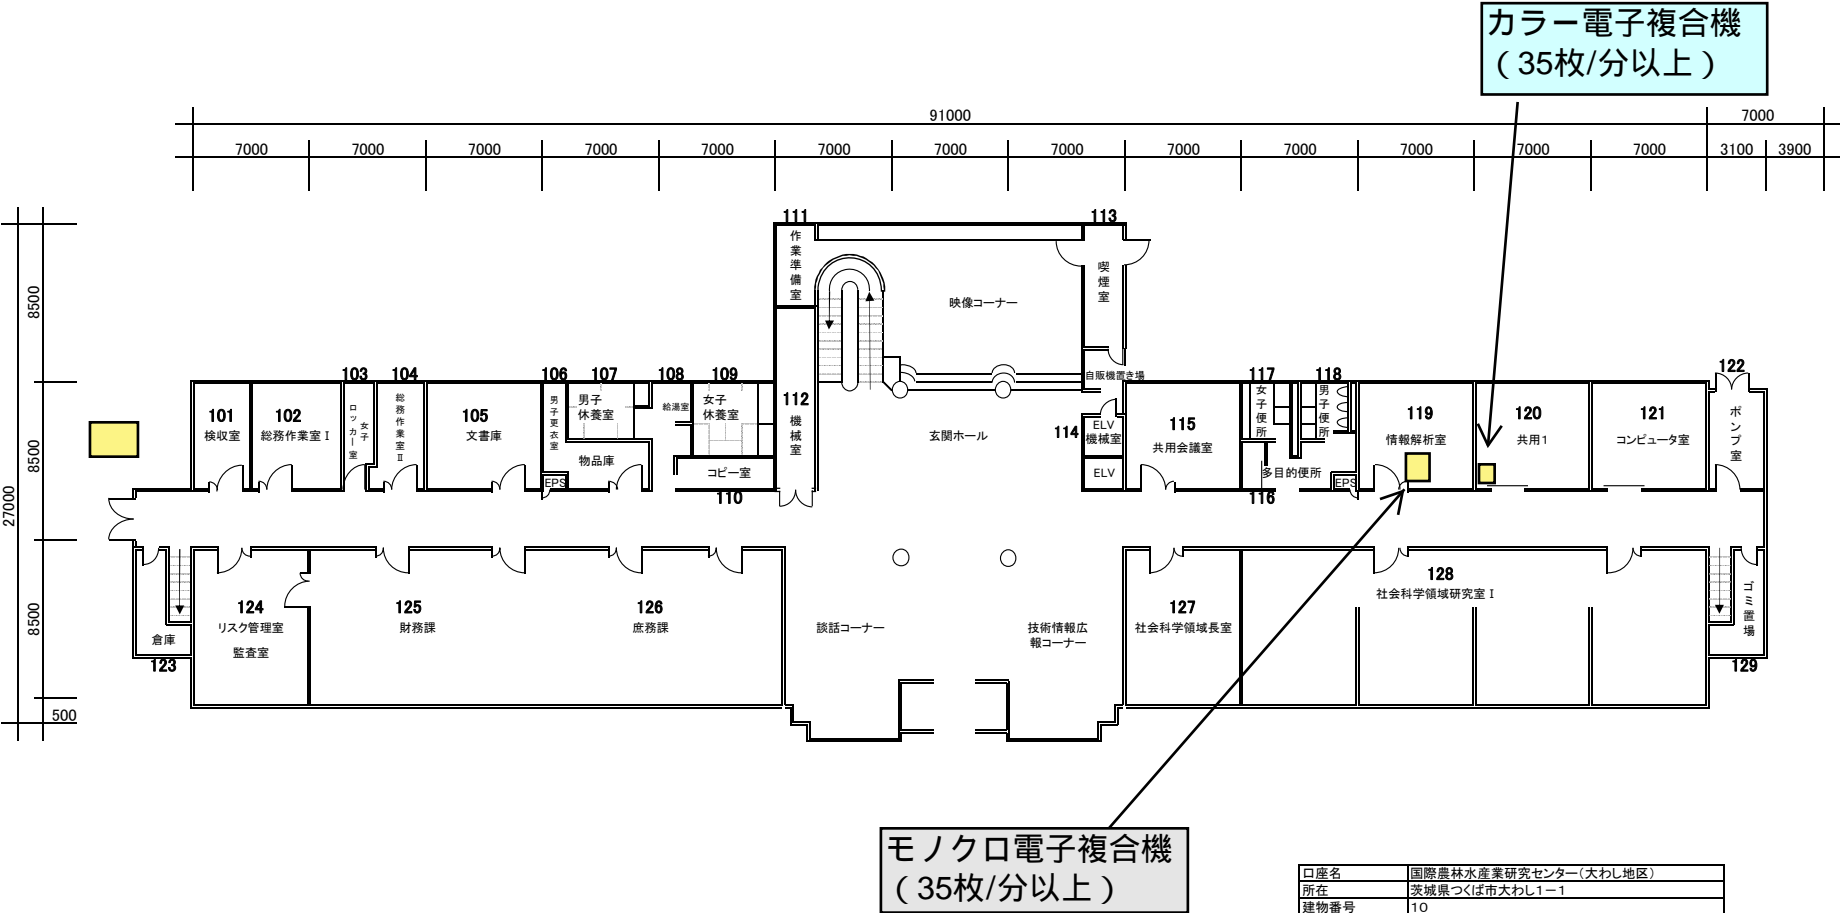 カラー電子複合機
（35枚/分以上）
91000
7000
7000
7000
7000
7000
7000
7000
7000
7000
7000
7000
7000
7000
7000
3100
3900
27000
8500
8500
8500
500
111
作業準備室
113
喫煙室
映像コーナー
自販機置き場
101
検収室
102
総務作業室Ⅰ
103
女子
ロッカー室
104
総務作業室Ⅱ
105
文書庫
106
男子更衣室
107
男子
休養室
108
給湯室
109
女子
休養室
物品庫
EPS
コピー室
110
112
機械室
玄関ホール
114
ELV
機械室
ELV
115
共用会議室
117
女子便所
118
男子便所
多目的便所
116
EPS
119
情報解析室
120
共用1
121
コンピュータ室
122
ポンプ室
倉庫
123
124
リスク管理室
監査室
125
財務課
126
庶務課
談話コーナー
技術情報広
報コーナー
127
社会科学領域長室
128
社会科学領域研究室Ⅰ
ゴミ置場
129
モノクロ電子複合機
（35枚/分以上）
口座名 国際農林水産業研究センター（大わし地区）
所在 茨城県つくば市大わし1－1
建物番号 10